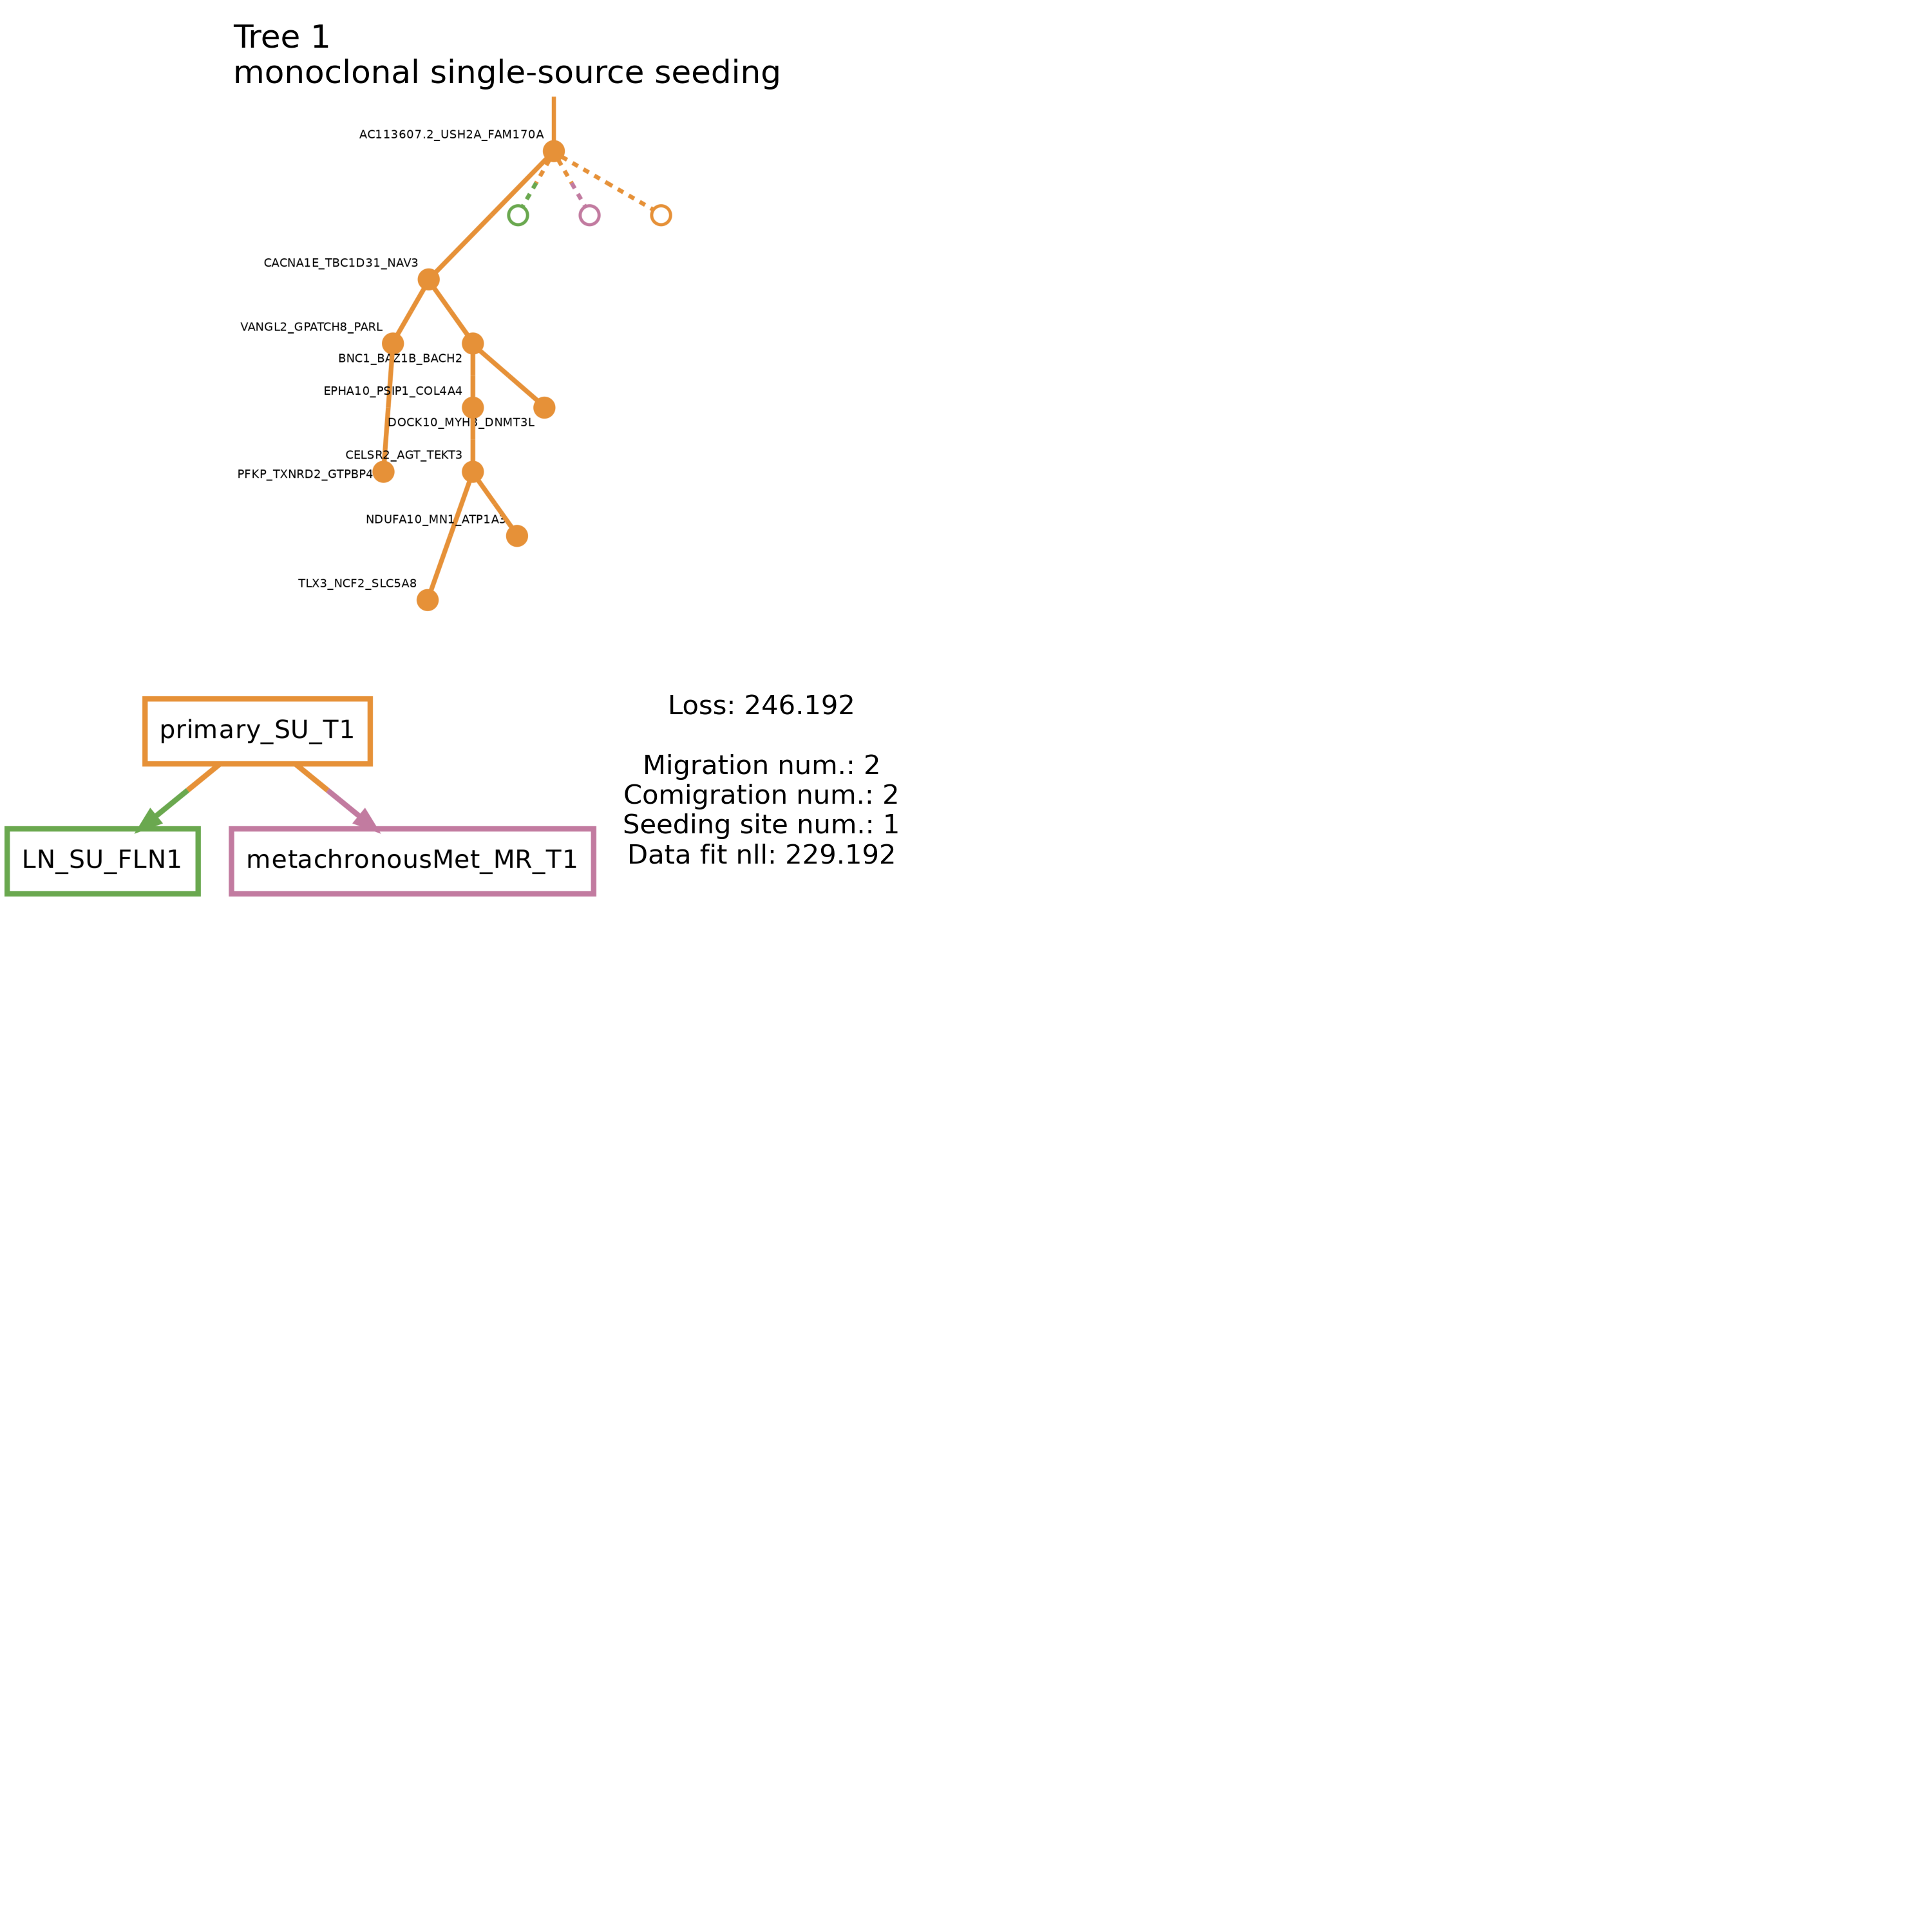 Tree 1
monoclonal single-source seeding
AC113607.2_USH2A_FAM170A
CACNA1E_TBC1D31_NAV3
VANGL2_GPATCH8_PARL
BNC1_BAZ1B_BACH2
EPHA10_PSIP1_COL4A4
DOCK10_MYH3_DNMT3L
CELSR2_AGT_TEKT3
PFKP_TXNRD2_GTPBP4
NDUFA10_MN1_ATP1A3
TLX3_NCF2_SLC5A8
primary_SU_T1
LN_SU_FLN1
metachronousMet_MR_T1
Loss: 246.192
Migration num.: 2
Comigration num.: 2
Seeding site num.: 1
Data fit nll: 229.192